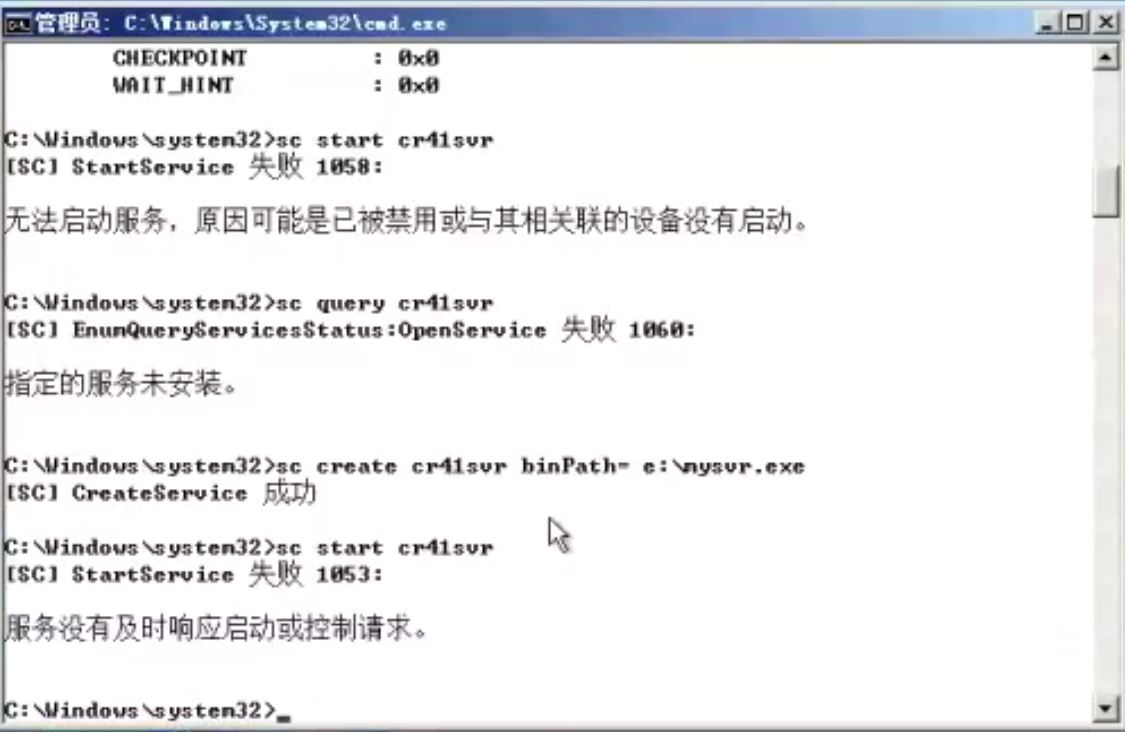 管理员: C:\Windows\System32\cmd.exe
CHECKPOINT : 0x0
WAIT_HINT : 0x0
C:\Windows\system32>sc start cr41svr
[SC] StartService 失败 1058:
无法启动服务，原因可能是已被禁用或与其相关联的设备没有启动。
C:\Windows\system32>sc query cr41svr
[SC] EnumQueryServicesStatus:OpenService 失败 1060:
指定的服务未安装。
C:\Windows\system32>sc create cr41svr binPath= e:\mysvr.exe
[SC] CreateService 成功
C:\Windows\system32>sc start cr41svr
[SC] StartService 失败 1053:
服务没有及时响应启动或控制请求。
C:\Windows\system32>_